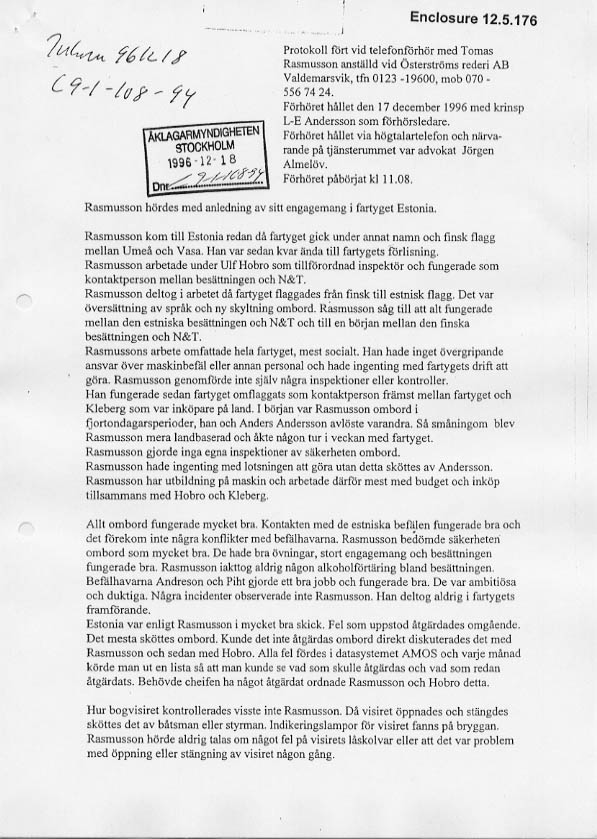 Enclosure 12.5.176
96 12 18
C9-1-108-94
Protokoll fört vid telefonförhör med Tomas
Rasmusson anställd vid Österströms rederi AB
Valdemarsvik, tfn 0123 -19600, mob 070 -
556 74 24.
Förhöret hållet den 17 december 1996 med krinsp
L-E Andersson som förhörsledare.
Förhöret hållet via högtalartelefon och närva-
rande på tjänsterummet var advokat Jörgen
Almelöv.
Förhöret påbörjat kl 11.08.
ÅKLAGARMYNDIGHETEN
STOCKHOLM
1996-12-18
Dnr
Rasmusson hördes med anledning av sitt engagemang i fartyget Estonia.
Rasmusson kom till Estonia redan då fartyget gick under annat namn och finsk flagg
mellan Umeå och Vasa. Han var sedan kvar ända till fartygets förlisning.
Rasmusson arbetade under Ulf Hobro som tillförordnad inspektör och fungerade som
kontaktperson mellan besättningen och N&T.
Rasmusson deltog i arbetet då fartyget flaggades från finsk till estnisk flagg. Det var
översättning av språk och ny skyltning ombord. Rasmusson såg till att alt fungerade
mellan den estniska besättningen och N&T och till en början mellan den finska
besättningen och N&T.
Rasmussons arbete omfattade hela fartyget, mest socialt. Han hade inget övergripande
ansvar över maskinbefäl eller annan personal och hade ingenting med fartygets drift att
göra. Rasmusson genomförde inte själv några inspektioner eller kontroller.
Han fungerade sedan fartyget omflaggats som kontaktperson främst mellan fartyget och
Kleberg som var inköpare på land. I början var Rasmusson ombord i
fjortondagarsperioder, han och Anders Andersson avlöste varandra. Så småningom blev
Rasmusson mera landbaserad och åkte någon tur i veckan med fartyget.
Rasmusson gjorde inga egna inspektioner av säkerheten ombord.
Rasmusson hade ingenting med lotsningen att göra utan detta sköttes av Andersson.
Rasmusson har utbildning på maskin och arbetade därför mest med budget och inköp
tillsammans med Hobro och Kleberg.
Allt ombord fungerade mycket bra. Kontakten med de estniska befälen fungerade bra och
det förekom inte några konflikter med befälhavarna. Rasmusson bedömde säkerheten
ombord som mycket bra. De hade bra övningar, stort engagemang och besättningen
fungerade bra. Rasmusson iakttog aldrig någon alkoholförtäring bland besättningen.
Befälhavarna Andreson och Piht gjorde ett bra jobb och fungerade bra. De var ambitiösa
och duktiga. Några incidenter observerade inte Rasmusson. Han deltog aldrig i fartygets
framförande.
Estonia var enligt Rasmusson i mycket bra skick. Fel som uppstod åtgärdades omgående.
Det mesta sköttes ombord. Kunde det inte åtgärdas ombord direkt diskuterades det med
Rasmusson och sedan med Hobro. Alla fel fördes i datasystemet AMOS och varje månad
körde man ut en lista så att man kunde se vad som skulle åtgärdas och vad som redan
åtgärdats. Behövde cheifen ha något åtgärdat ordnade Rasmusson och Hobro detta.
Hur bogvisiret kontrollerades visste inte Rasmusson. Då visiret öppnades och stängdes
sköttes det av båtsman eller styrman. Indikeringslampor för visiret fanns på bryggan.
Rasmusson hörde aldrig talas om något fel på visirets låskolvar eller att det var problem
med öppning eller stängning av visiret någon gång.